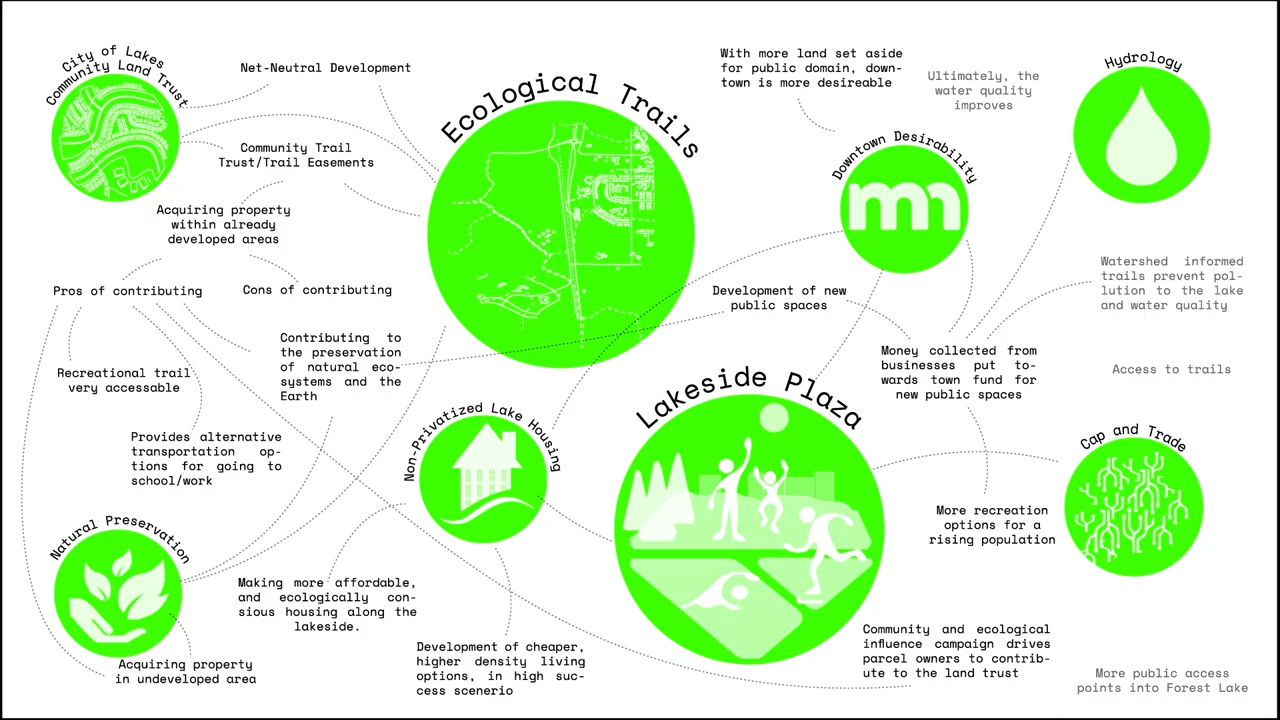 City of Lakes
Community Land Trust
Net-Neutral Development
Community Trail
Trust/Trail Easements
Acquiring property
within already
developed areas
Pros of contributing
Cons of contributing
Contributing to
the preservation
of natural eco-
systems and the
Earth
Recreational trail
very accessable
Provides alternative
transportation op-
tions for going to
school/work
Natural Preservation
Acquiring property
in undeveloped area
Ecological Trails
Non-Privatized Lake Housing
Making more affordable,
and ecologically con-
sious housing along the
lakeside.
Development of cheaper,
higher density living
options, in high suc-
cess scenerio
With more land set aside
for public domain, down-
town is more desireable
Ultimately, the
water quality
improves
Hydrology
Downtown Desirability
mn
Development of new
public spaces
Watershed informed
trails prevent pol-
lution to the lake
and water quality
Money collected from
businesses put to-
wards town fund for
new public spaces
Access to trails
Lakeside Plaza
Cap and Trade
More recreation
options for a
rising population
Community and ecological
influence campaign drives
parcel owners to contrib-
ute to the land trust
More public access
points into Forest Lake